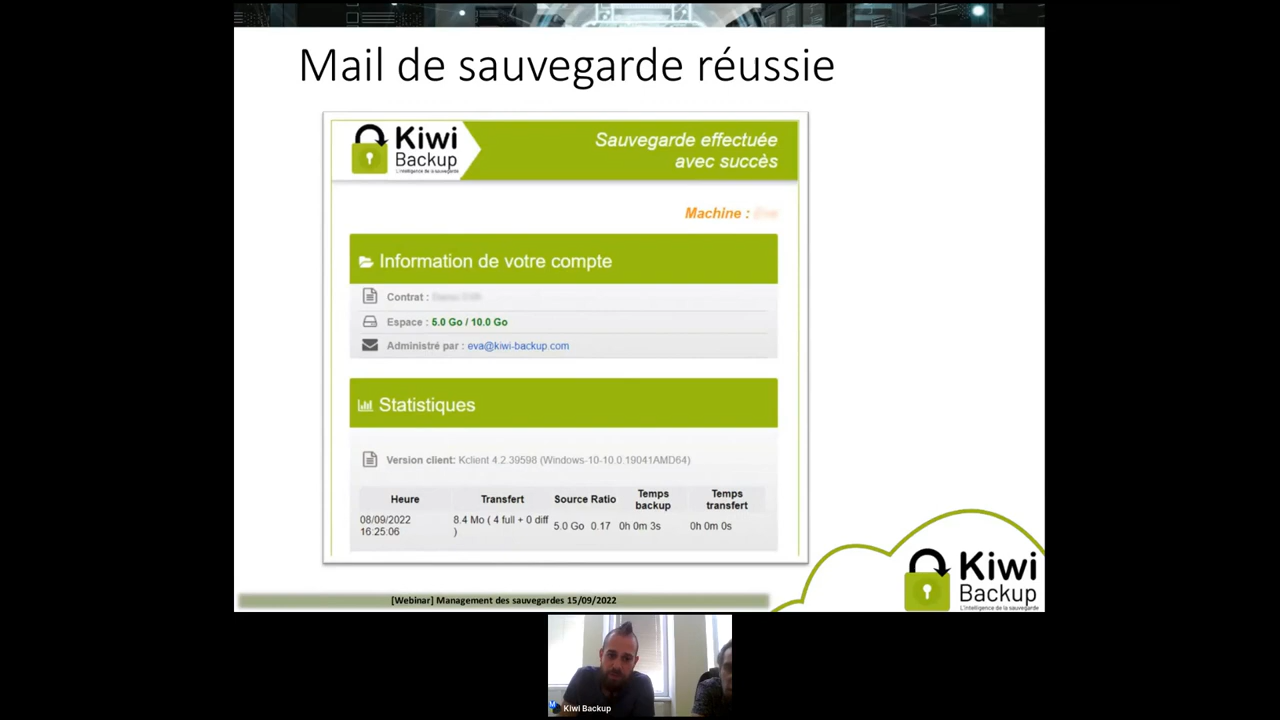 Mail de sauvegarde réussie
Kiwi
Backup
L'intelligence de la sauvegarde
Sauvegarde effectuée
avec succès
Machine :
Information de votre compte
Contrat :
Espace : 5.0 Go / 10.0 Go
Administré par : eva@kiwi-backup.com
Statistiques
Version client: Kclient 4.2.39598 (Windows-10-10.0.19041AMD64)
Heure Transfert Source Ratio Temps backup Temps transfert
08/09/2022 16:25:06 8.4 Mo ( 4 full + 0 diff ) 5.0 Go 0.17 0h 0m 3s 0h 0m 0s
[Webinar] Management des sauvegardes 15/09/2022
Kiwi
Backup
L'intelligence de la sauvegarde
Kiwi Backup